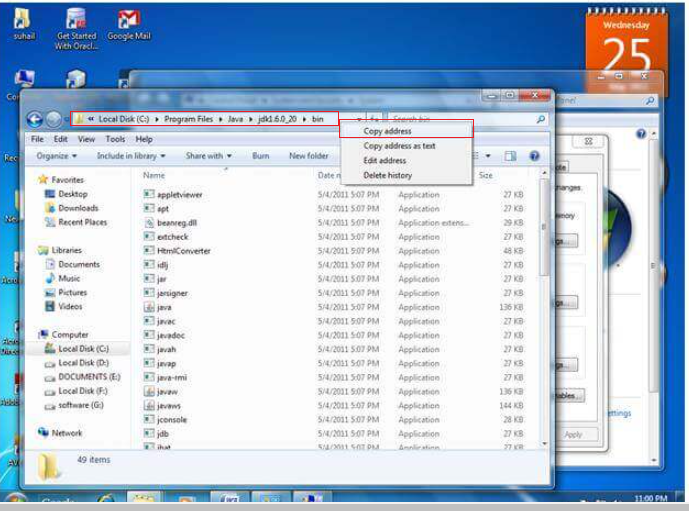 suhail
Get Started With Oracl...
Google Mail
Wednesday
25
« Local Disk (C:) ▸ Program Files ▸ Java ▸ jdk1.6.0_20 ▸ bin
Search bin
File Edit View Tools Help
Organize Include in library Share with Burn New folder
Copy address
Copy address as text
Edit address
Delete history
Name Size
Favorites
Desktop
Downloads
Recent Places
Libraries
Documents
Music
Pictures
Videos
Computer
Local Disk (C:)
Local Disk (D:)
DOCUMENTS (E:)
Local Disk (F:)
software (G:)
Network
appletviewer 5/4/2011 5:07 PM Application 27 KB
apt 5/4/2011 5:07 PM Application 27 KB
beanreg.dll 5/4/2011 5:07 PM Application extens... 29 KB
extcheck 5/4/2011 5:07 PM Application 27 KB
HtmlConverter 5/4/2011 5:07 PM Application 48 KB
idlj 5/4/2011 5:07 PM Application 27 KB
jar 5/4/2011 5:07 PM Application 27 KB
jarsigner 5/4/2011 5:07 PM Application 27 KB
java 5/4/2011 5:07 PM Application 136 KB
javac 5/4/2011 5:07 PM Application 27 KB
javadoc 5/4/2011 5:07 PM Application 27 KB
javah 5/4/2011 5:07 PM Application 27 KB
javap 5/4/2011 5:07 PM Application 27 KB
java-rmi 5/4/2011 5:07 PM Application 27 KB
javaw 5/4/2011 5:07 PM Application 136 KB
javaws 5/4/2011 5:07 PM Application 144 KB
jconsole 5/4/2011 5:07 PM Application 28 KB
jdb 5/4/2011 5:07 PM Application 27 KB
jhat 5/4/2011 5:07 PM Application 27 KB
49 items
Apply
11:00 PM